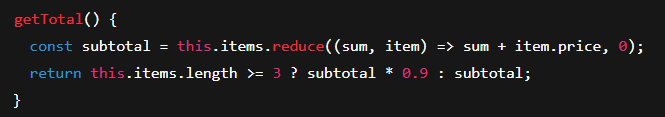 getTotal() {
  const subtotal = this.items.reduce((sum, item) => sum + item.price, 0);
  return this.items.length >= 3 ? subtotal * 0.9 : subtotal;
}